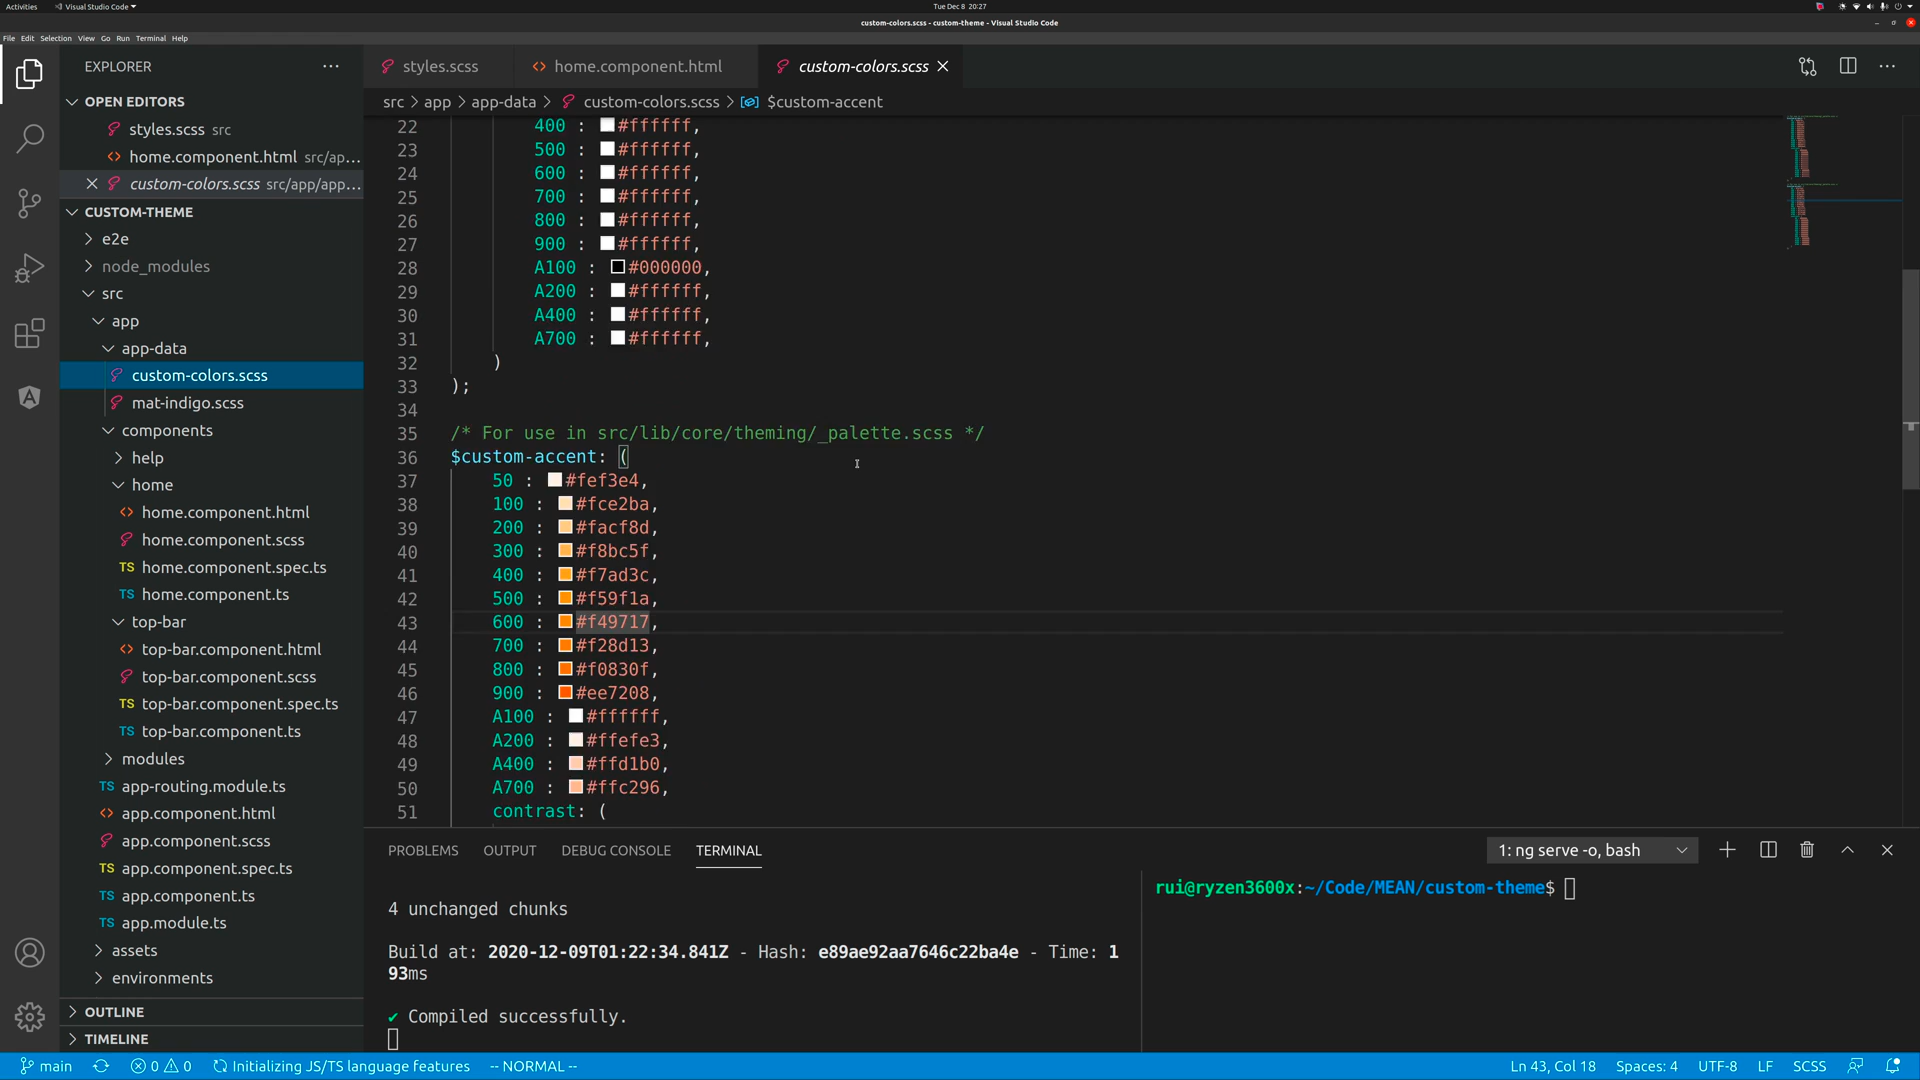 Activities Visual Studio Code Tue Dec 8 20:27
custom-colors.scss - custom-theme - Visual Studio Code
File Edit Selection View Go Run Terminal Help
EXPLORER
OPEN EDITORS
styles.scss src
home.component.html src/ap...
custom-colors.scss src/app/app...
CUSTOM-THEME
e2e
node_modules
src
app
app-data
custom-colors.scss
mat-indigo.scss
components
help
home
home.component.html
home.component.scss
TS home.component.spec.ts
TS home.component.ts
top-bar
top-bar.component.html
top-bar.component.scss
TS top-bar.component.spec.ts
TS top-bar.component.ts
modules
TS app-routing.module.ts
app.component.html
app.component.scss
TS app.component.spec.ts
TS app.component.ts
TS app.module.ts
assets
environments
OUTLINE
TIMELINE
styles.scss home.component.html custom-colors.scss
src > app > app-data > custom-colors.scss > $custom-accent
22 400 : #ffffff,
23 500 : #ffffff,
24 600 : #ffffff,
25 700 : #ffffff,
26 800 : #ffffff,
27 900 : #ffffff,
28 A100 : #000000,
29 A200 : #ffffff,
30 A400 : #ffffff,
31 A700 : #ffffff,
32 )
33 );
34
35 /* For use in src/lib/core/theming/_palette.scss */
36 $custom-accent: (
37 50 : #fef3e4,
38 100 : #fce2ba,
39 200 : #facf8d,
40 300 : #f8bc5f,
41 400 : #f7ad3c,
42 500 : #f59f1a,
43 600 : #f49717,
44 700 : #f28d13,
45 800 : #f0830f,
46 900 : #ee7208,
47 A100 : #ffffff,
48 A200 : #ffefe3,
49 A400 : #ffd1b0,
50 A700 : #ffc296,
51 contrast: (
PROBLEMS OUTPUT DEBUG CONSOLE TERMINAL 1: ng serve -o, bash
4 unchanged chunks
Build at: 2020-12-09T01:22:34.841Z - Hash: e89ae92aa7646c22ba4e - Time: 1
93ms
✔ Compiled successfully.
rui@ryzen3600x:~/Code/MEAN/custom-theme$
main 0 0 Initializing JS/TS language features -- NORMAL -- Ln 43, Col 18 Spaces: 4 UTF-8 LF SCSS